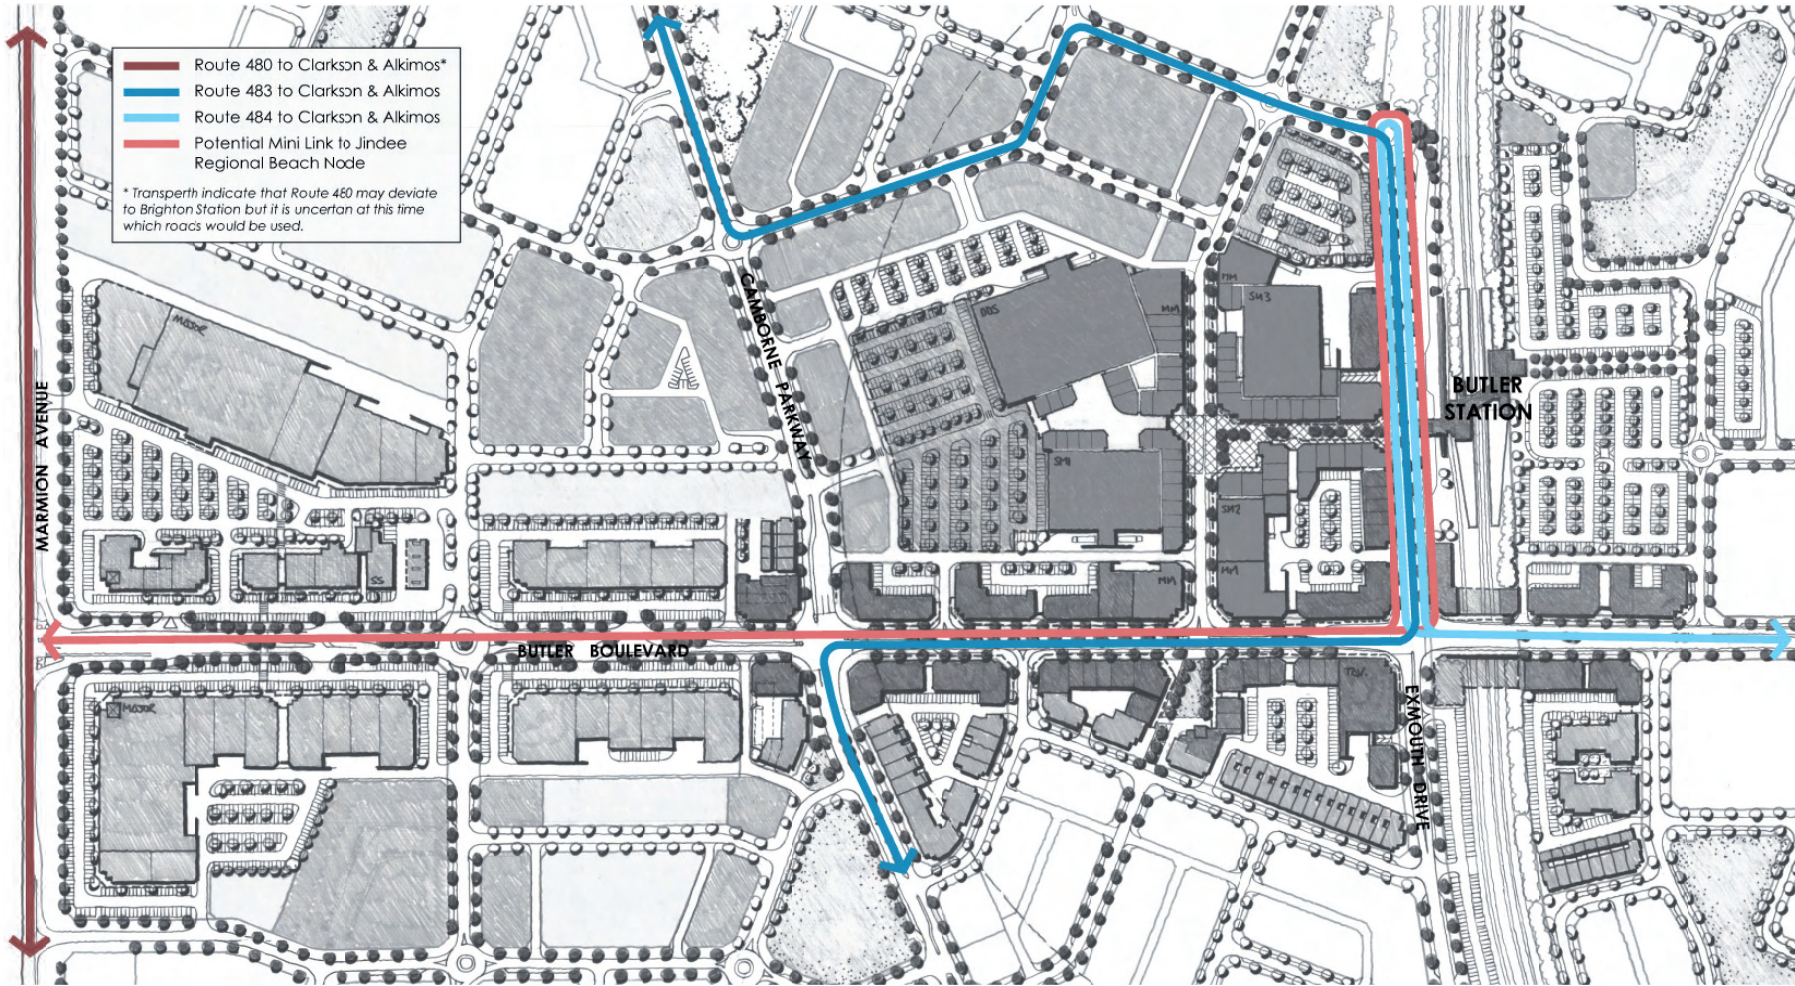 Route 480 to Clarkson & Alkimos*
Route 483 to Clarkson & Alkimos
Route 484 to Clarkson & Alkimos
Potential Mini Link to Jindee
Regional Beach Node
* Transperth indicate that Route 480 may deviate
to Brighton Station but it is uncertan at this time
which roads would be used.
MARMION AVENUE
CAMBORNE PARKWAY
BUTLER
STATION
BUTLER BOULEVARD
EXMOUTH DRIVE
MAJOR
DDS
MM
MM
SM3
SM1
SM2
MM
MM
SS
MAJOR